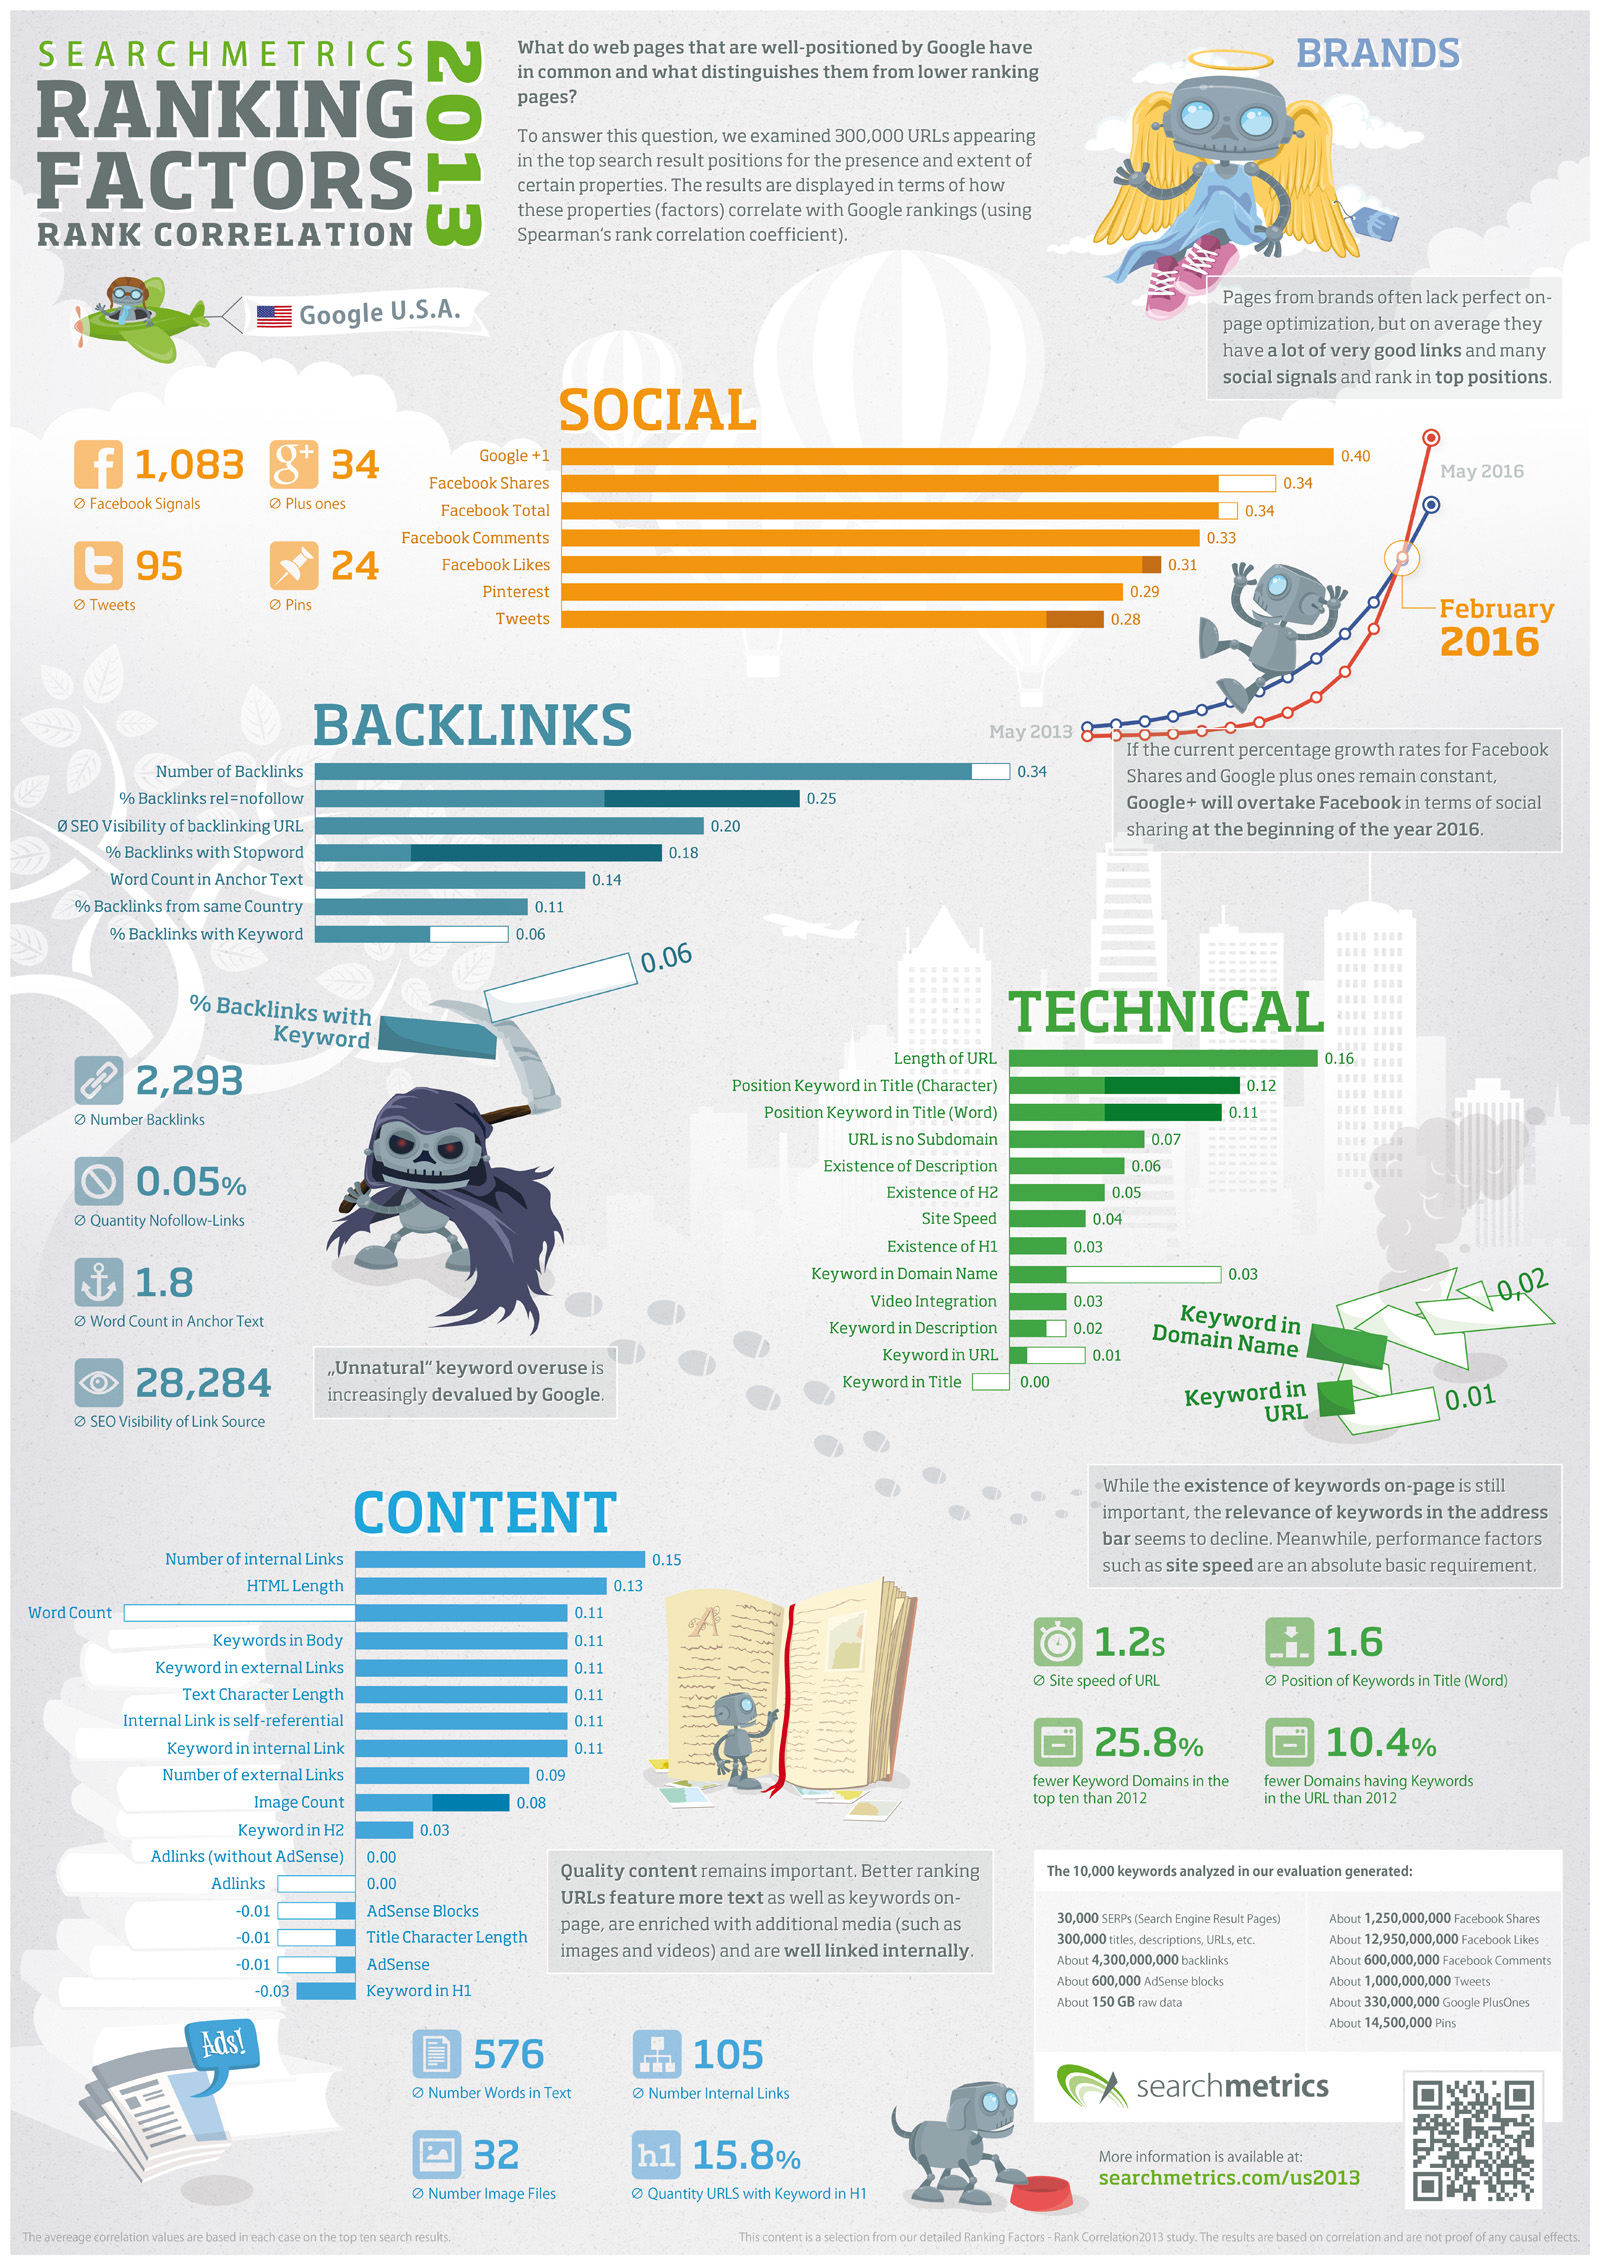 SEARCHMETRICS
RANKING
FACTORS
RANK CORRELATION
2013
Google U.S.A.
What do web pages that are well-positioned by Google have
in common and what distinguishes them from lower ranking
pages?
To answer this question, we examined 300,000 URLs appearing
in the top search result positions for the presence and extent of
certain properties. The results are displayed in terms of how
these properties (factors) correlate with Google rankings (using
Spearman's rank correlation coefficient).
BRANDS
€
Pages from brands often lack perfect on-
page optimization, but on average they
have a lot of very good links and many
social signals and rank in top positions.
SOCIAL
f 1,083
Ø Facebook Signals
g+ 34
Ø Plus ones
t 95
Ø Tweets
24
Ø Pins
Google +1 0.40
Facebook Shares 0.34
Facebook Total 0.34
Facebook Comments 0.33
Facebook Likes 0.31
Pinterest 0.29
Tweets 0.28
May 2016
February
2016
May 2013
If the current percentage growth rates for Facebook
Shares and Google plus ones remain constant,
Google+ will overtake Facebook in terms of social
sharing at the beginning of the year 2016.
BACKLINKS
Number of Backlinks 0.34
% Backlinks rel=nofollow 0.25
Ø SEO Visibility of backlinking URL 0.20
% Backlinks with Stopword 0.18
Word Count in Anchor Text 0.14
% Backlinks from same Country 0.11
% Backlinks with Keyword 0.06
% Backlinks with
Keyword
0.06
2,293
Ø Number Backlinks
0.05%
Ø Quantity Nofollow-Links
1.8
Ø Word Count in Anchor Text
28,284
Ø SEO Visibility of Link Source
„Unnatural“ keyword overuse is
increasingly devalued by Google.
TECHNICAL
Length of URL 0.16
Position Keyword in Title (Character) 0.12
Position Keyword in Title (Word) 0.11
URL is no Subdomain 0.07
Existence of Description 0.06
Existence of H2 0.05
Site Speed 0.04
Existence of H1 0.03
Keyword in Domain Name 0.03
Video Integration 0.03
Keyword in Description 0.02
Keyword in URL 0.01
Keyword in Title 0.00
Keyword in
Domain Name
0,02
Keyword in
URL
0.01
While the existence of keywords on-page is still
important, the relevance of keywords in the address
bar seems to decline. Meanwhile, performance factors
such as site speed are an absolute basic requirement.
1.2s
Ø Site speed of URL
1.6
Ø Position of Keywords in Title (Word)
25.8%
fewer Keyword Domains in the
top ten than 2012
10.4%
fewer Domains having Keywords
in the URL than 2012
CONTENT
Number of internal Links 0.15
HTML Length 0.13
Word Count 0.11
Keywords in Body 0.11
Keyword in external Links 0.11
Text Character Length 0.11
Internal Link is self-referential 0.11
Keyword in internal Link 0.11
Number of external Links 0.09
Image Count 0.08
Keyword in H2 0.03
Adlinks (without AdSense) 0.00
Adlinks 0.00
-0.01 AdSense Blocks
-0.01 Title Character Length
-0.01 AdSense
-0.03 Keyword in H1
A
Quality content remains important. Better ranking
URLs feature more text as well as keywords on-
page, are enriched with additional media (such as
images and videos) and are well linked internally.
Ads!
576
Ø Number Words in Text
105
Ø Number Internal Links
32
Ø Number Image Files
h1 15.8%
Ø Quantity URLS with Keyword in H1
The 10,000 keywords analyzed in our evaluation generated:
30,000 SERPs (Search Engine Result Pages)
300,000 titles, descriptions, URLs, etc.
About 4,300,000,000 backlinks
About 600,000 AdSense blocks
About 150 GB raw data
About 1,250,000,000 Facebook Shares
About 12,950,000,000 Facebook Likes
About 600,000,000 Facebook Comments
About 1,000,000,000 Tweets
About 330,000,000 Google PlusOnes
About 14,500,000 Pins
searchmetrics
More information is available at:
searchmetrics.com/us2013
The avereage correlation values are based in each case on the top ten search results.
This content is a selection from our detailed Ranking Factors - Rank Correlation2013 study. The results are based on correlation and are not proof of any causal effects.